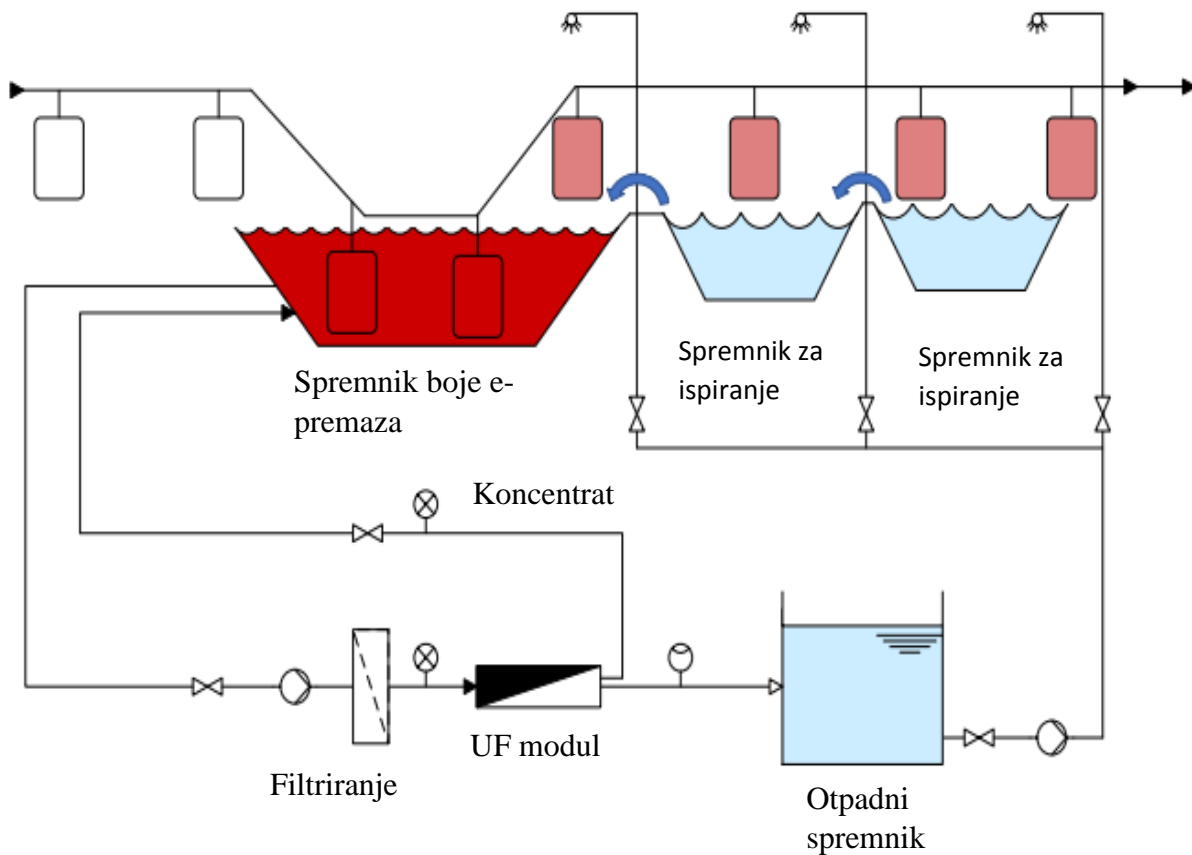 Spremnik boje e-
premaza
Spremnik za
ispiranje
Spremnik za
ispiranje
Koncentrat
Filtriranje
UF modul
Otpadni
spremnik